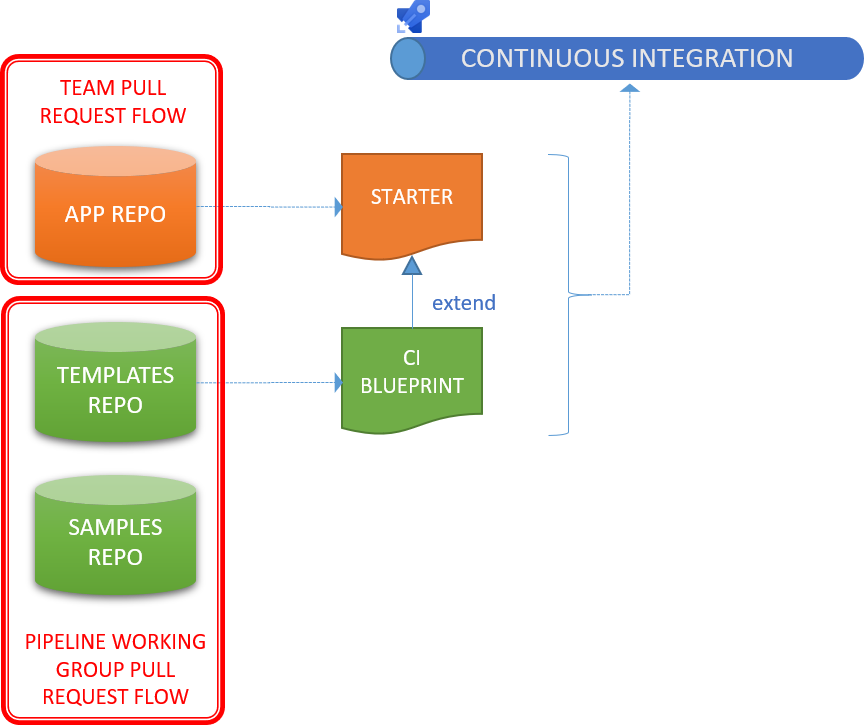 CONTINUOUS INTEGRATION
TEAM PULL
REQUEST FLOW
APP REPO
STARTER
extend
TEMPLATES
REPO
CI
BLUEPRINT
SAMPLES
REPO
PIPELINE WORKING
GROUP PULL
REQUEST FLOW